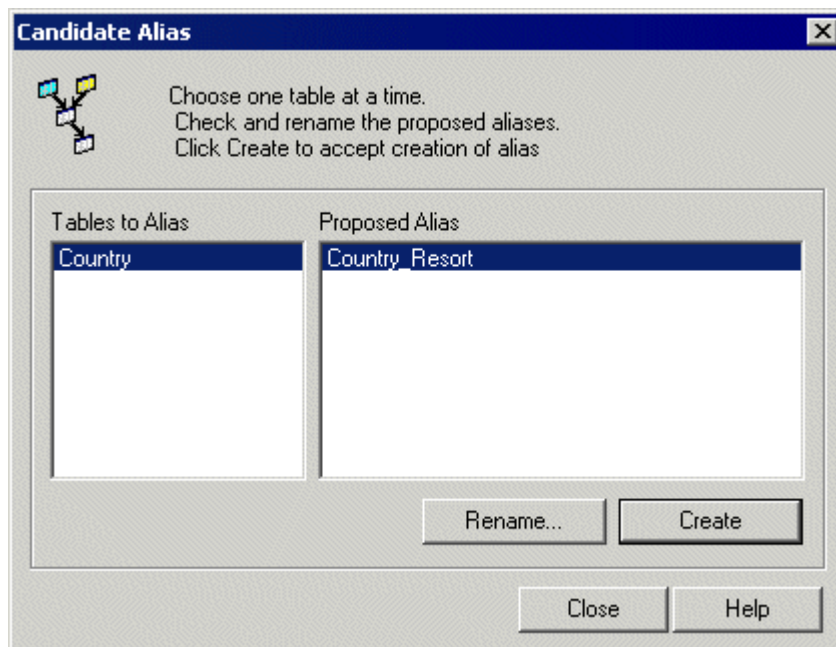 Candidate Alias
Choose one table at a time.
Check and rename the proposed aliases.
Click Create to accept creation of alias
Tables to Alias
Proposed Alias
Country
Country_Resort
Rename...
Create
Close
Help